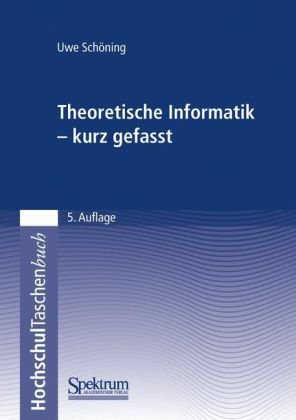 Uwe Schöning
Theoretische Informatik
– kurz gefasst
5. Auflage
HochschulTaschenbuch
Spektrum
AKADEMISCHER VERLAG